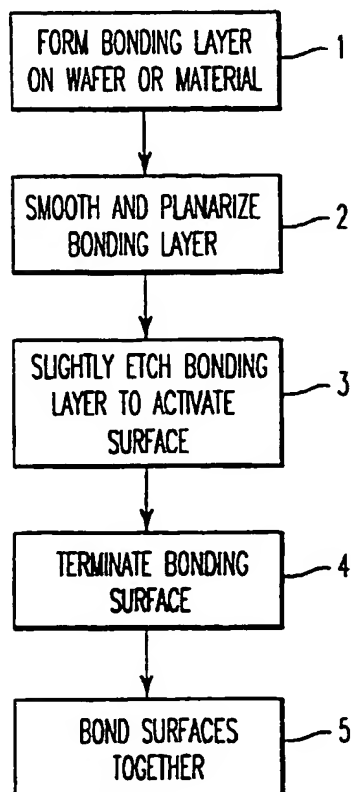 FORM BONDING LAYER
ON WAFER OR MATERIAL
1
SMOOTH AND PLANARIZE
BONDING LAYER
2
SLIGHTLY ETCH BONDING
LAYER TO ACTIVATE
SURFACE
3
TERMINATE BONDING
SURFACE
4
BOND SURFACES
TOGETHER
5